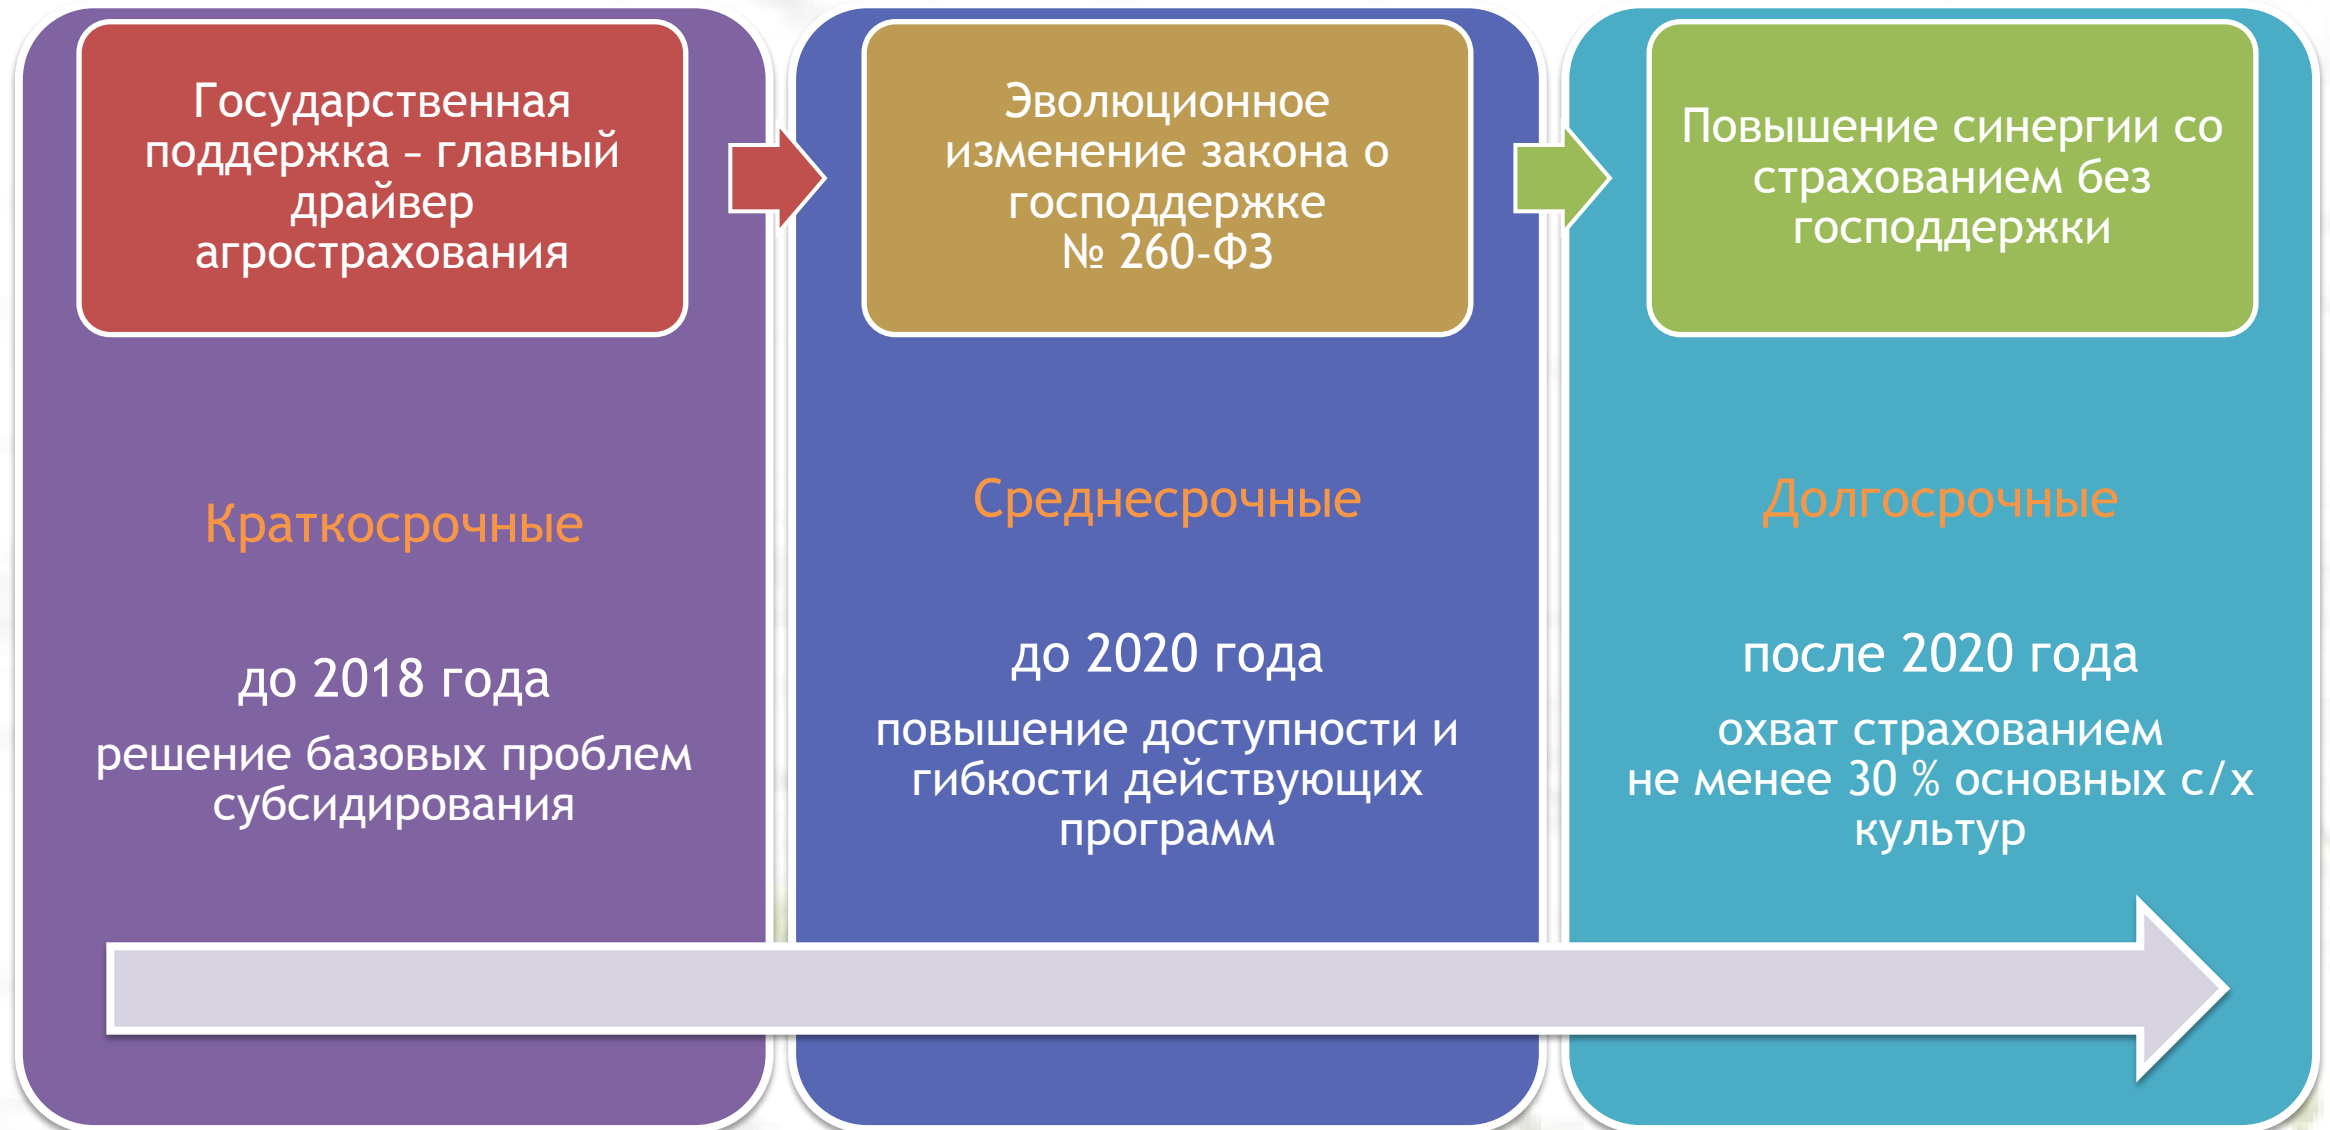 Государственная
поддержка – главный
драйвер
агрострахования
Эволюционное
изменение закона о
господдержке
№ 260-ФЗ
Повышение синергии со
страхованием без
господдержки
Краткосрочные
до 2018 года
решение базовых проблем
субсидирования
Среднесрочные
до 2020 года
повышение доступности и
гибкости действующих
программ
Долгосрочные
после 2020 года
охват страхованием
не менее 30 % основных с/х
культур